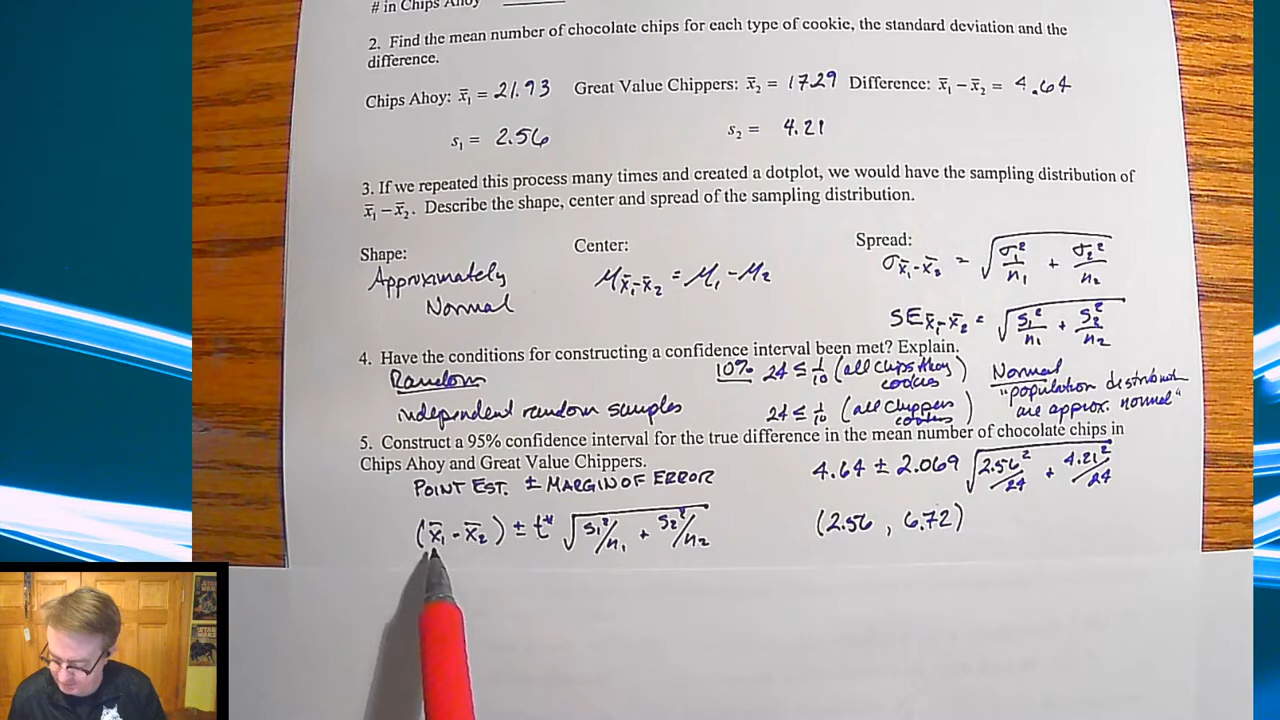 # in Chips Ahoy
2. Find the mean number of chocolate chips for each type of cookie, the standard deviation and the
difference.
Chips Ahoy: x̄₁ = 21.93 Great Value Chippers: x̄₂ = 17.29 Difference: x̄₁ − x̄₂ = 4.64
s₁ = 2.56 s₂ = 4.21
3. If we repeated this process many times and created a dotplot, we would have the sampling distribution of
x̄₁ − x̄₂. Describe the shape, center and spread of the sampling distribution.
Shape: Center: Spread:
Approximately
Normal
μx̄₁−x̄₂ = μ₁ − μ₂
σx̄₁−x̄₂ = √(σ₁²/n₁ + σ₂²/n₂)
SEx̄₁−x̄₂ = √(s₁²/n₁ + s₂²/n₂)
4. Have the conditions for constructing a confidence interval been met? Explain.
Random
independent random samples
10% 24 ≤ 1/10 (all Chips Ahoy
cookies)
24 ≤ 1/10 (all Chippers
cookies)
Normal
"population distribution
are approx. normal"
5. Construct a 95% confidence interval for the true difference in the mean number of chocolate chips in
Chips Ahoy and Great Value Chippers.
POINT EST. ± MARGIN OF ERROR
(x̄₁ − x̄₂) ± t* √(s₁²/n₁ + s₂²/n₂)
4.64 ± 2.069 √(2.56²/24 + 4.21²/24)
(2.56, 6.72)
STAR
WARS